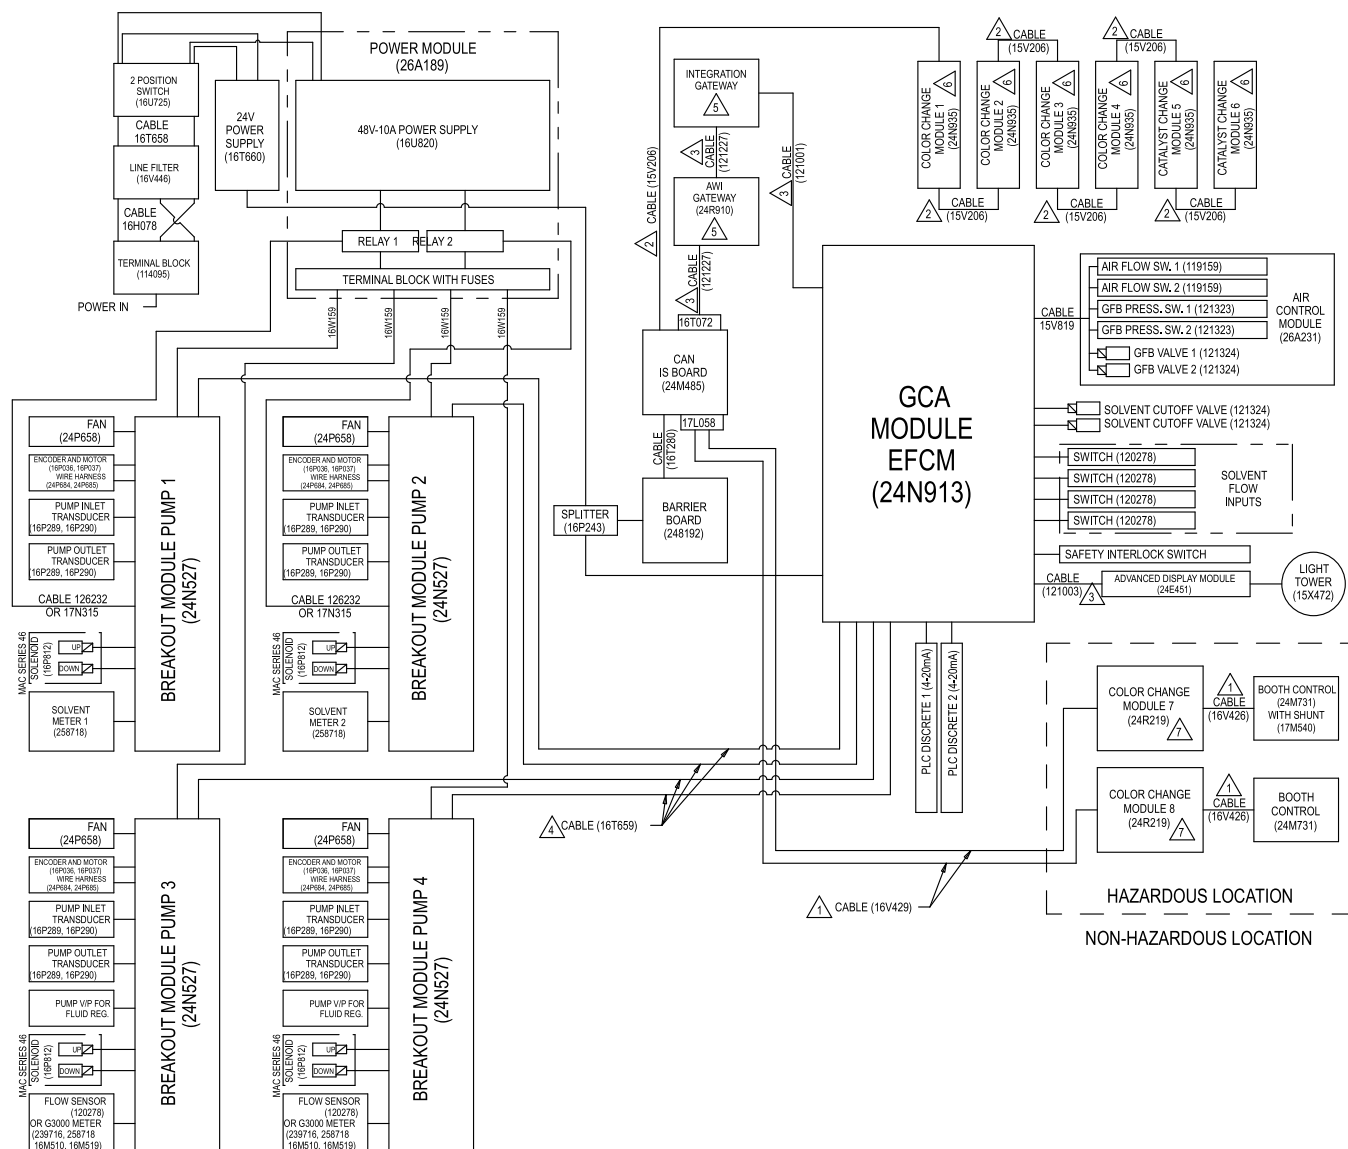 POWER MODULE
(26A189)
2 POSITION
SWITCH
(16U725)
CABLE
16T658
LINE FILTER
(16V446)
CABLE
16H078
TERMINAL BLOCK
(114095)
POWER IN
24V
POWER
SUPPLY
(16T660)
48V-10A POWER SUPPLY
(16U820)
RELAY 1
RELAY 2
TERMINAL BLOCK WITH FUSES
16W159
16W159
16W159
16W159
FAN
(24P658)
ENCODER AND MOTOR
(16P036, 16P037)
WIRE HARNESS
(24P684, 24P685)
PUMP INLET
TRANSDUCER
(16P289, 16P290)
PUMP OUTLET
TRANSDUCER
(16P289, 16P290)
CABLE 126232
OR 17N315
MAC SERIES 46
SOLENOID
(16P812)
UP
DOWN
SOLVENT
METER 1
(258718)
BREAKOUT MODULE PUMP 1
(24N527)
FAN
(24P658)
ENCODER AND MOTOR
(16P036, 16P037)
WIRE HARNESS
(24P684, 24P685)
PUMP INLET
TRANSDUCER
(16P289, 16P290)
PUMP OUTLET
TRANSDUCER
(16P289, 16P290)
CABLE 126232
OR 17N315
MAC SERIES 46
SOLENOID
(16P812)
UP
DOWN
SOLVENT
METER 2
(258718)
BREAKOUT MODULE PUMP 2
(24N527)
FAN
(24P658)
ENCODER AND MOTOR
(16P036, 16P037)
WIRE HARNESS
(24P684, 24P685)
PUMP INLET
TRANSDUCER
(16P289, 16P290)
PUMP OUTLET
TRANSDUCER
(16P289, 16P290)
PUMP V/P FOR
FLUID REG.
MAC SERIES 46
SOLENOID
(16P812)
UP
DOWN
FLOW SENSOR
(120278)
OR G3000 METER
(239716, 258718
16M510, 16M519)
BREAKOUT MODULE PUMP 3
(24N527)
FAN
(24P658)
ENCODER AND MOTOR
(16P036, 16P037)
WIRE HARNESS
(24P684, 24P685)
PUMP INLET
TRANSDUCER
(16P289, 16P290)
PUMP OUTLET
TRANSDUCER
(16P289, 16P290)
PUMP V/P FOR
FLUID REG.
MAC SERIES 46
SOLENOID
(16P812)
UP
DOWN
FLOW SENSOR
(120278)
OR G3000 METER
(239716, 258718
16M510, 16M519)
BREAKOUT MODULE PUMP 4
(24N527)
INTEGRATION
GATEWAY
5
3
CABLE
(121227)
AWI
GATEWAY
(24R910)
5
3
CABLE
(121227)
2
CABLE (15V206)
3
CABLE
(121001)
16T072
CAN
IS BOARD
(24M485)
17L058
CABLE
(16T280)
SPLITTER
(16P243)
BARRIER
BOARD
(248192)
GCA
MODULE
EFCM
(24N913)
COLOR CHANGE
MODULE 1
(24N935)
6
COLOR CHANGE
MODULE 2
(24N935)
6
COLOR CHANGE
MODULE 3
(24N935)
6
COLOR CHANGE
MODULE 4
(24N935)
6
CATALYST CHANGE
MODULE 5
(24N935)
6
CATALYST CHANGE
MODULE 6
(24N935)
6
2
CABLE
(15V206)
2
CABLE
(15V206)
2
CABLE
(15V206)
2
CABLE
(15V206)
2
CABLE
(15V206)
CABLE
15V819
AIR FLOW SW. 1 (119159)
AIR FLOW SW. 2 (119159)
GFB PRESS. SW. 1 (121323)
GFB PRESS. SW. 2 (121323)
GFB VALVE 1 (121324)
GFB VALVE 2 (121324)
AIR
CONTROL
MODULE
(26A231)
SOLVENT CUTOFF VALVE (121324)
SOLVENT CUTOFF VALVE (121324)
SWITCH (120278)
SWITCH (120278)
SWITCH (120278)
SWITCH (120278)
SOLVENT
FLOW
INPUTS
SAFETY INTERLOCK SWITCH
CABLE
(121003)
3
ADVANCED DISPLAY MODULE
(24E451)
LIGHT
TOWER
(15X472)
PLC DISCRETE 1 (4-20mA)
PLC DISCRETE 2 (4-20mA)
4
CABLE (16T659)
1
CABLE (16V429)
COLOR CHANGE
MODULE 7
(24R219)
7
1
CABLE
(16V426)
BOOTH CONTROL
(24M731)
WITH SHUNT
(17M540)
COLOR CHANGE
MODULE 8
(24R219)
7
1
CABLE
(16V426)
BOOTH
CONTROL
(24M731)
HAZARDOUS LOCATION
NON-HAZARDOUS LOCATION